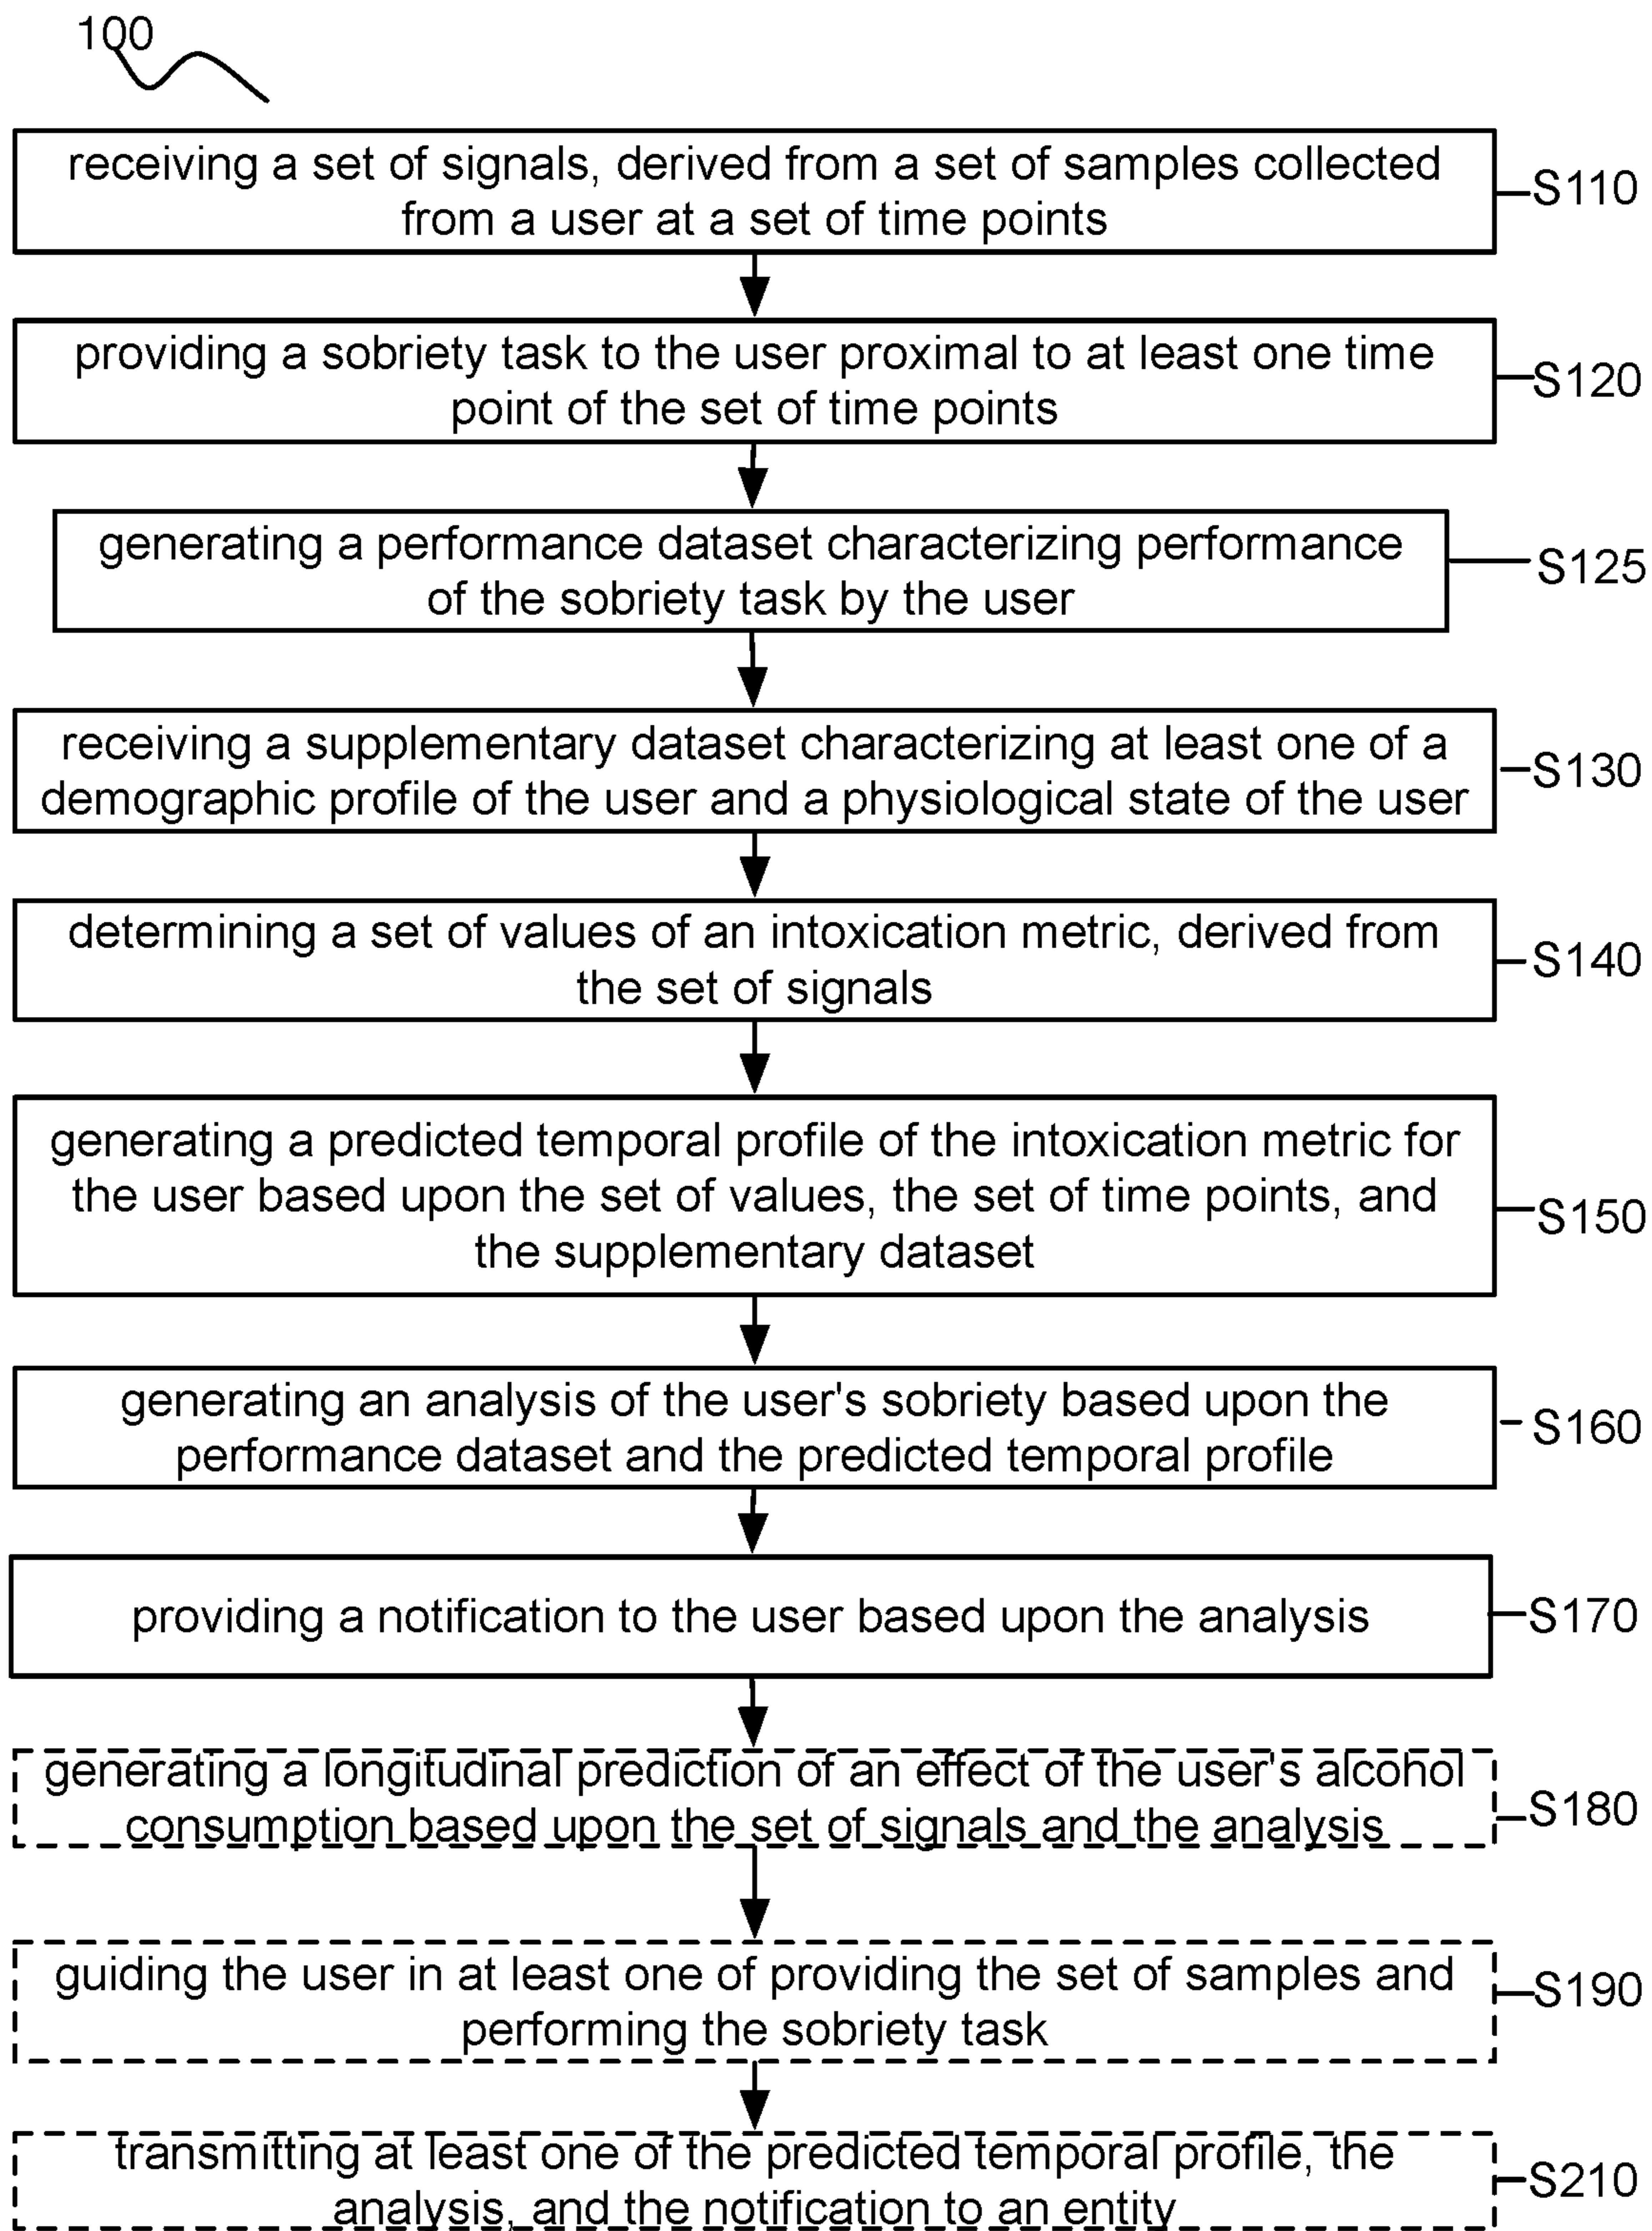 100
receiving a set of signals, derived from a set of samples collected
from a user at a set of time points
S110
providing a sobriety task to the user proximal to at least one time
point of the set of time points
S120
generating a performance dataset characterizing performance
of the sobriety task by the user
S125
receiving a supplementary dataset characterizing at least one of a
demographic profile of the user and a physiological state of the user
S130
determining a set of values of an intoxication metric, derived from
the set of signals
S140
generating a predicted temporal profile of the intoxication metric for
the user based upon the set of values, the set of time points, and
the supplementary dataset
S150
generating an analysis of the user's sobriety based upon the
performance dataset and the predicted temporal profile
S160
providing a notification to the user based upon the analysis
S170
generating a longitudinal prediction of an effect of the user's alcohol
consumption based upon the set of signals and the analysis
S180
guiding the user in at least one of providing the set of samples and
performing the sobriety task
S190
transmitting at least one of the predicted temporal profile, the
analysis, and the notification to an entity
S210